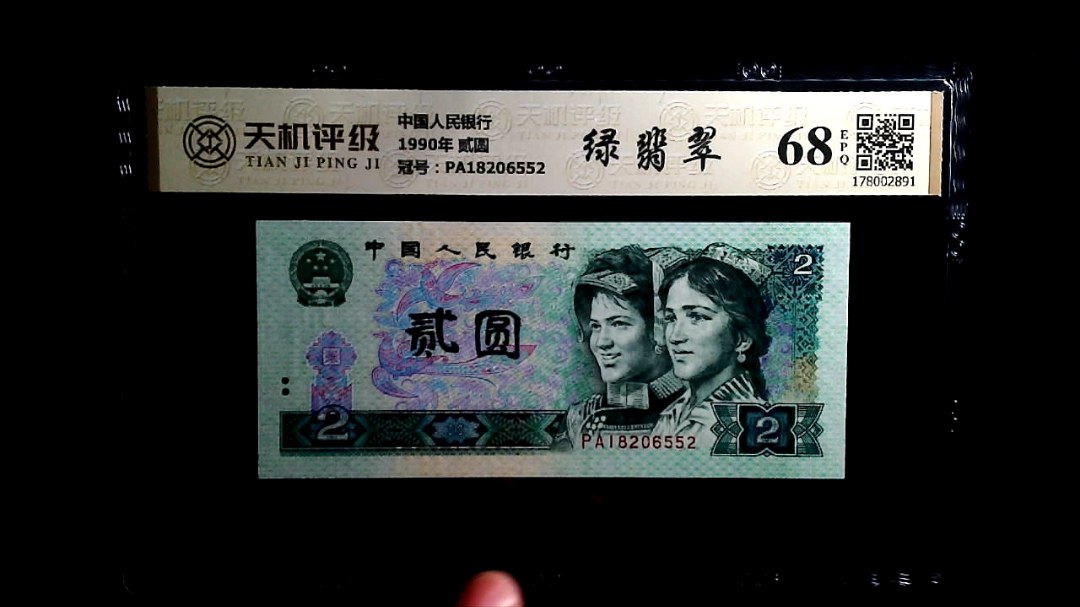 天机评级
TIAN JI PING JI
中国人民银行
1990年 贰圆
冠号：PA18206552
绿翡翠
68
EPQ
178002891
中国人民银行
2
贰圆
2
PA18206552
2